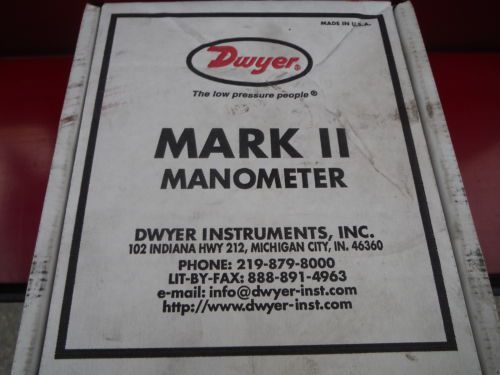 MADE IN U.S.A.
Dwyer®
The low pressure people®
MARK II
MANOMETER
DWYER INSTRUMENTS, INC.
102 INDIANA HWY 212, MICHIGAN CITY, IN. 46360
PHONE: 219-879-8000
LIT-BY-FAX: 888-891-4963
e-mail: info@dwyer-inst.com
http://www.dwyer-inst.com